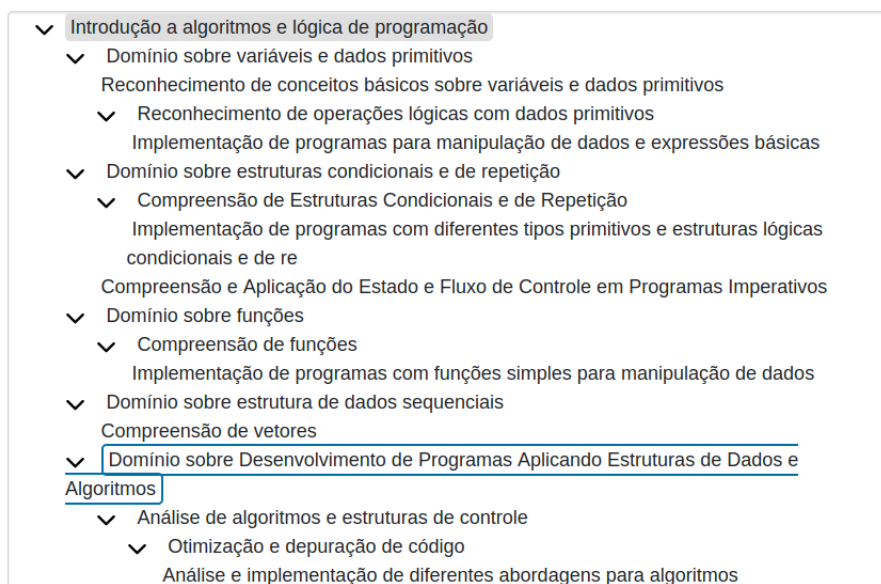 Introdução a algoritmos e lógica de programação
Domínio sobre variáveis e dados primitivos
Reconhecimento de conceitos básicos sobre variáveis e dados primitivos
Reconhecimento de operações lógicas com dados primitivos
Implementação de programas para manipulação de dados e expressões básicas
Domínio sobre estruturas condicionais e de repetição
Compreensão de Estruturas Condicionais e de Repetição
Implementação de programas com diferentes tipos primitivos e estruturas lógicas
condicionais e de re
Compreensão e Aplicação do Estado e Fluxo de Controle em Programas Imperativos
Domínio sobre funções
Compreensão de funções
Implementação de programas com funções simples para manipulação de dados
Domínio sobre estrutura de dados sequenciais
Compreensão de vetores
Domínio sobre Desenvolvimento de Programas Aplicando Estruturas de Dados e
Algoritmos
Análise de algoritmos e estruturas de controle
Otimização e depuração de código
Análise e implementação de diferentes abordagens para algoritmos